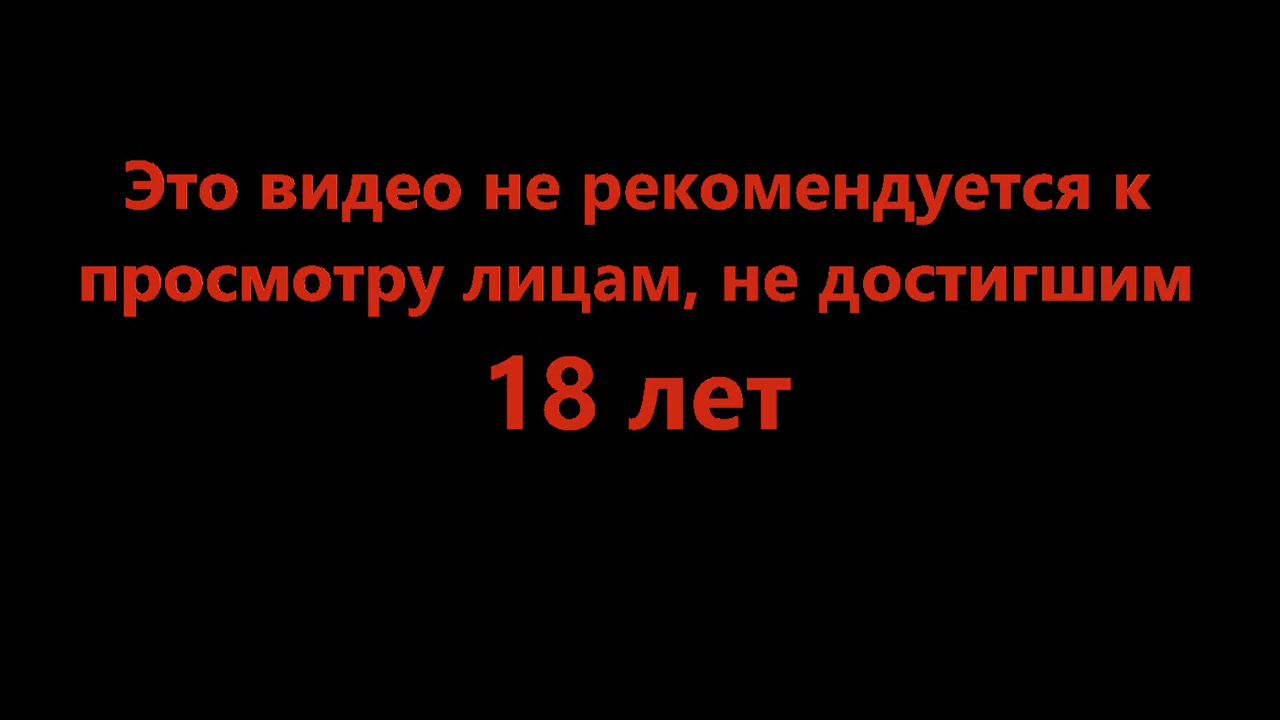 Это видео не рекомендуется к
просмотру лицам, не достигшим
18 лет